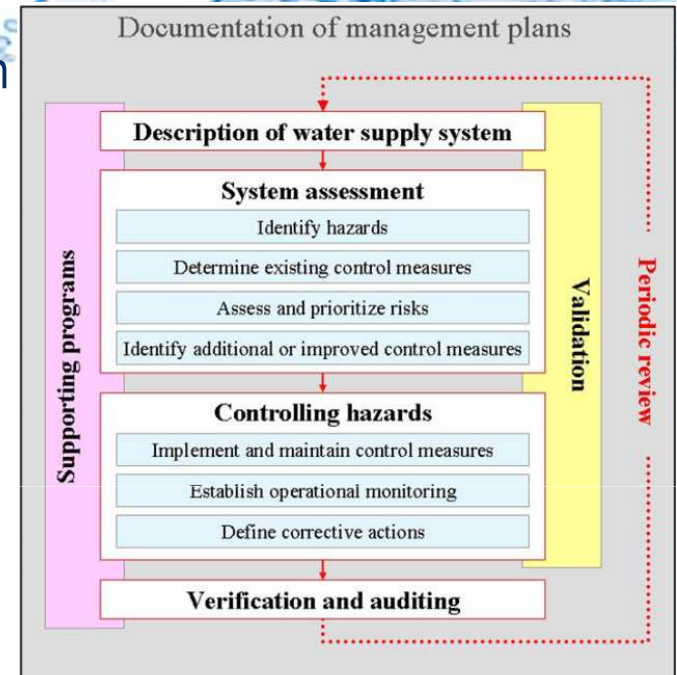 Documentation of management plans
n
Description of water supply system
System assessment
Identify hazards
Determine existing control measures
Assess and prioritize risks
Identify additional or improved control measures
Controlling hazards
Implement and maintain control measures
Establish operational monitoring
Define corrective actions
Verification and auditing
Supporting programs
Validation
Periodic review